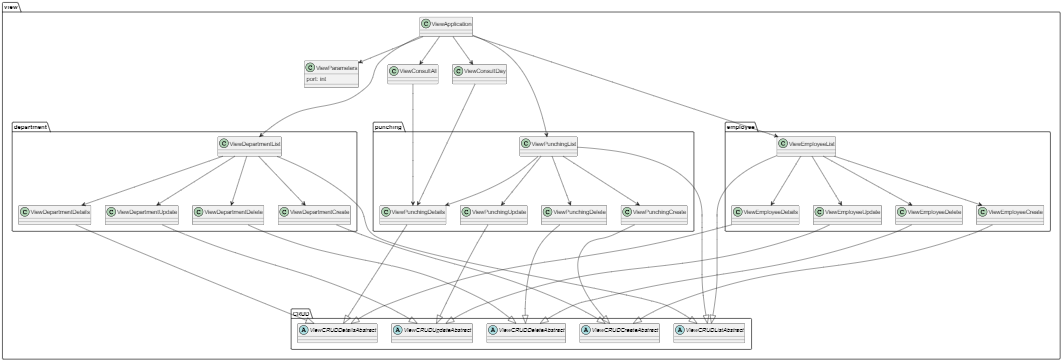 view
C ViewApplication
C ViewParameters
port: int
C ViewConsultAll
C ViewConsultDay
department
punching
employee
C ViewDepartmentList
C ViewPunchingList
C ViewEmployeeList
C ViewDepartmentDetails
C ViewDepartmentUpdate
C ViewDepartmentDelete
C ViewDepartmentCreate
C ViewPunchingDetails
C ViewPunchingUpdate
C ViewPunchingDelete
C ViewPunchingCreate
C ViewEmployeeDetails
C ViewEmployeeUpdate
C ViewEmployeeDelete
C ViewEmployeeCreate
CRUD
A ViewCRUDDetailsAbstract
A ViewCRUDUpdateAbstract
A ViewCRUDDeleteAbstract
A ViewCRUDCreateAbstract
A ViewCRUDListAbstract